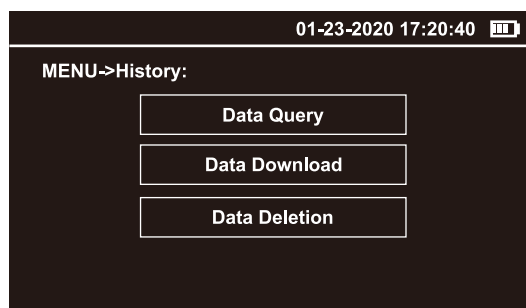 01-23-2020 17:20:40
MENU->History:
Data Query
Data Download
Data Deletion